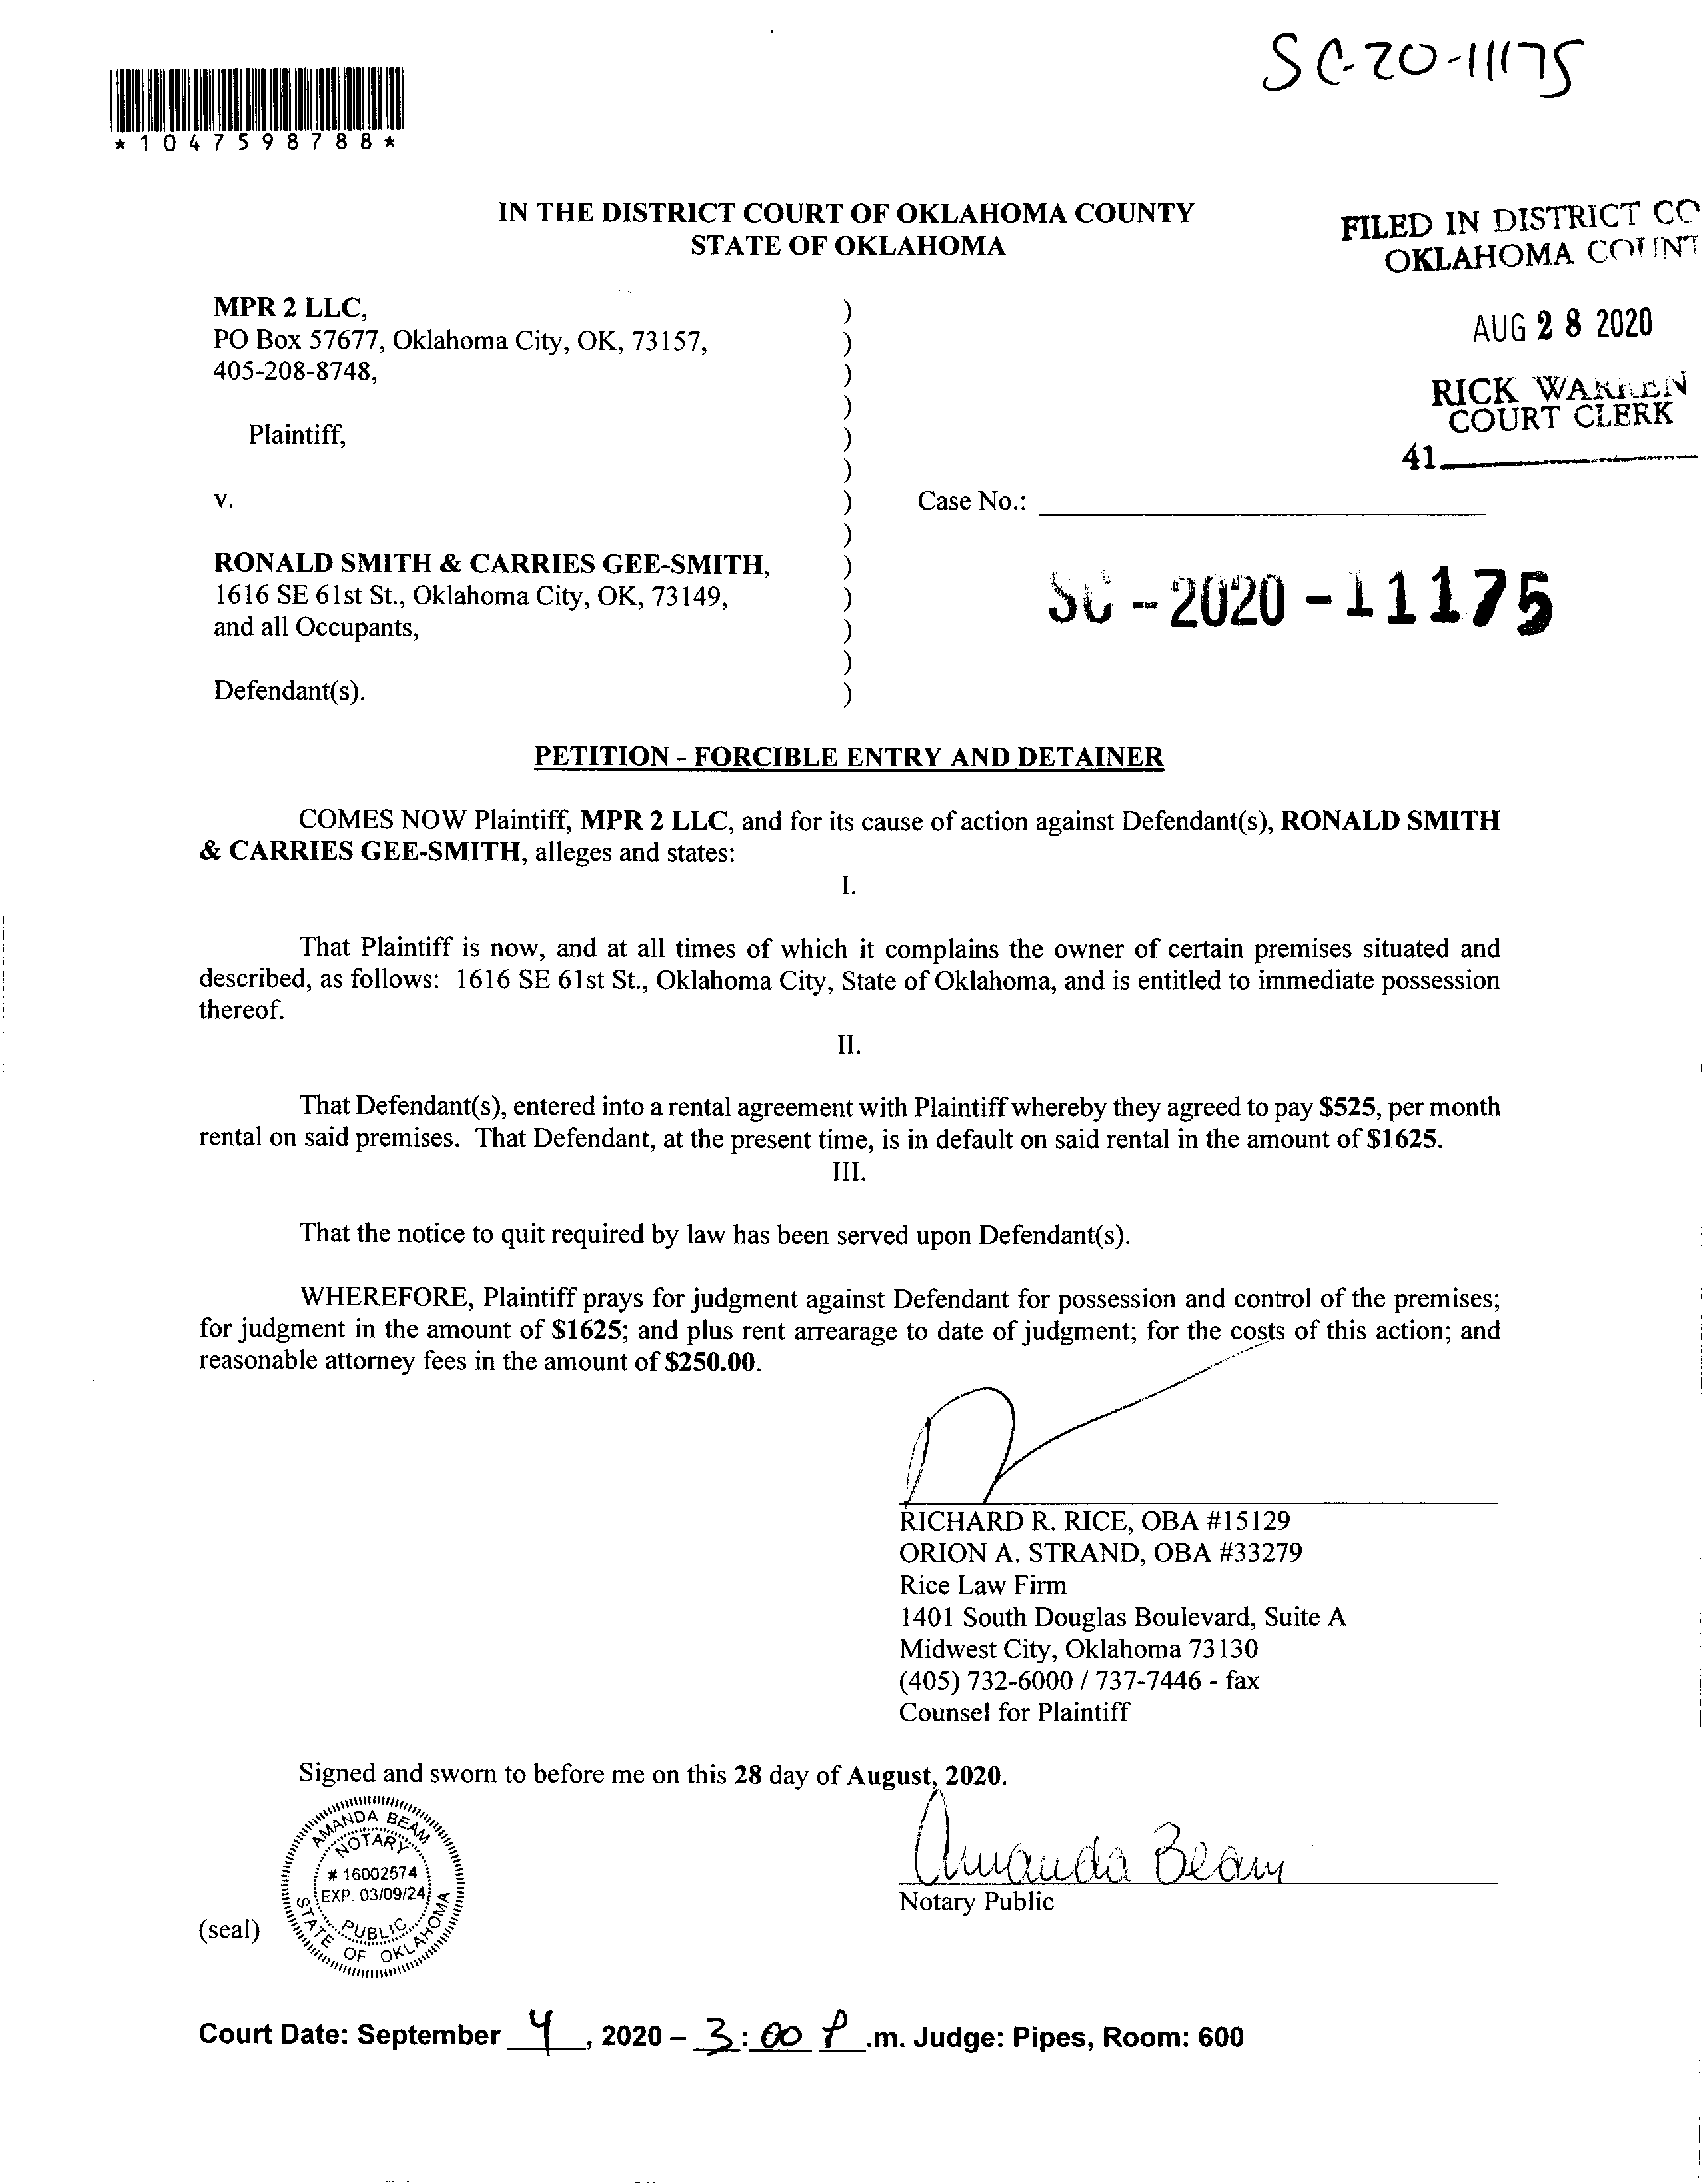 SC-20-11175
*1047598788*
IN THE DISTRICT COURT OF OKLAHOMA COUNTY
STATE OF OKLAHOMA
FILED IN DISTRICT CO
OKLAHOMA COUNT
AUG 28 2020
RICK WARREN
COURT CLERK
41
MPR 2 LLC, )
PO Box 57677, Oklahoma City, OK, 73157, )
405-208-8748, )
)
Plaintiff, )
)
v. ) Case No.:
)
RONALD SMITH & CARRIES GEE-SMITH, )
1616 SE 61st St., Oklahoma City, OK, 73149, )
and all Occupants, )
)
Defendant(s). )
SC-2020-11175
PETITION - FORCIBLE ENTRY AND DETAINER
COMES NOW Plaintiff, MPR 2 LLC, and for its cause of action against Defendant(s), RONALD SMITH
& CARRIES GEE-SMITH, alleges and states:
I.
That Plaintiff is now, and at all times of which it complains the owner of certain premises situated and
described, as follows: 1616 SE 61st St., Oklahoma City, State of Oklahoma, and is entitled to immediate possession
thereof.
II.
That Defendant(s), entered into a rental agreement with Plaintiff whereby they agreed to pay $525, per month
rental on said premises. That Defendant, at the present time, is in default on said rental in the amount of $1625.
III.
That the notice to quit required by law has been served upon Defendant(s).
WHEREFORE, Plaintiff prays for judgment against Defendant for possession and control of the premises;
for judgment in the amount of $1625; and plus rent arrearage to date of judgment; for the costs of this action; and
reasonable attorney fees in the amount of $250.00.
RICHARD R. RICE, OBA #15129
ORION A. STRAND, OBA #33279
Rice Law Firm
1401 South Douglas Boulevard, Suite A
Midwest City, Oklahoma 73130
(405) 732-6000 / 737-7446 - fax
Counsel for Plaintiff
Signed and sworn to before me on this 28 day of August, 2020.
Amanda Beam
Notary Public
(seal)
AMANDA BEAM
NOTARY
# 16002574
EXP. 03/09/24
PUBLIC
STATE OF OKLAHOMA
Court Date: September 4, 2020 – 3:00 P.m. Judge: Pipes, Room: 600